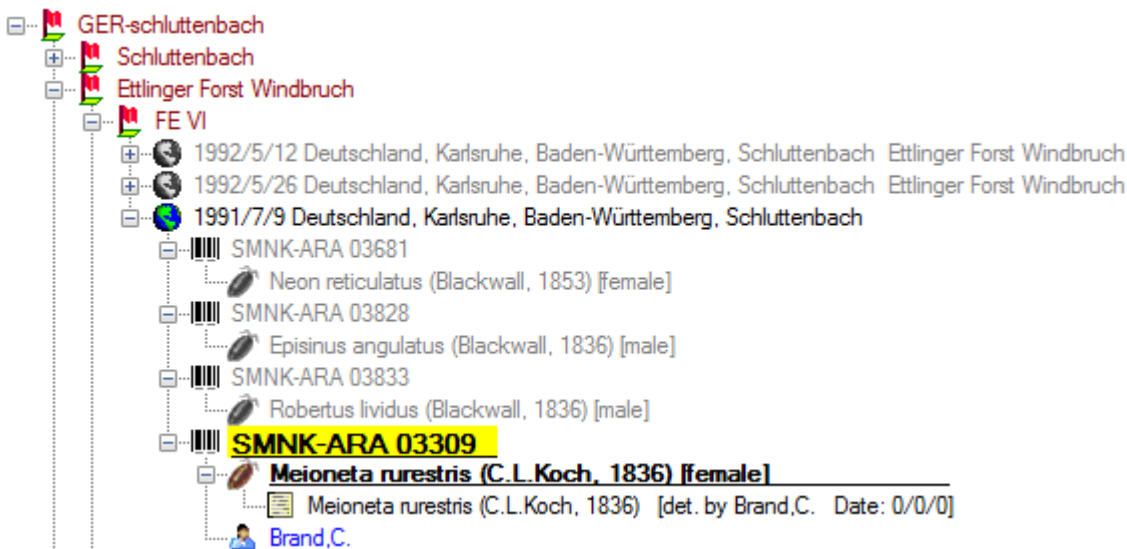 GER-schluttenbach
Schluttenbach
Ettlinger Forst Windbruch
FE VI
1992/5/12 Deutschland, Karlsruhe, Baden-Württemberg, Schluttenbach  Ettlinger Forst Windbruch
1992/5/26 Deutschland, Karlsruhe, Baden-Württemberg, Schluttenbach  Ettlinger Forst Windbruch
1991/7/9 Deutschland, Karlsruhe, Baden-Württemberg, Schluttenbach
SMNK-ARA 03681
Neon reticulatus (Blackwall, 1853) [female]
SMNK-ARA 03828
Episinus angulatus (Blackwall, 1836) [male]
SMNK-ARA 03833
Robertus lividus (Blackwall, 1836) [male]
SMNK-ARA 03309
Meioneta rurestris (C.L.Koch, 1836) [female]
Meioneta rurestris (C.L.Koch, 1836)   [det. by Brand,C.   Date: 0/0/0]
Brand,C.